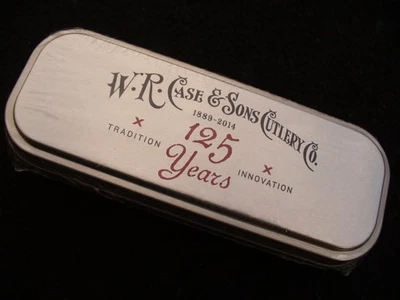 W.R. Case & Sons Cutlery Co.
1889-2014
× TRADITION
125
Years
× INNOVATION